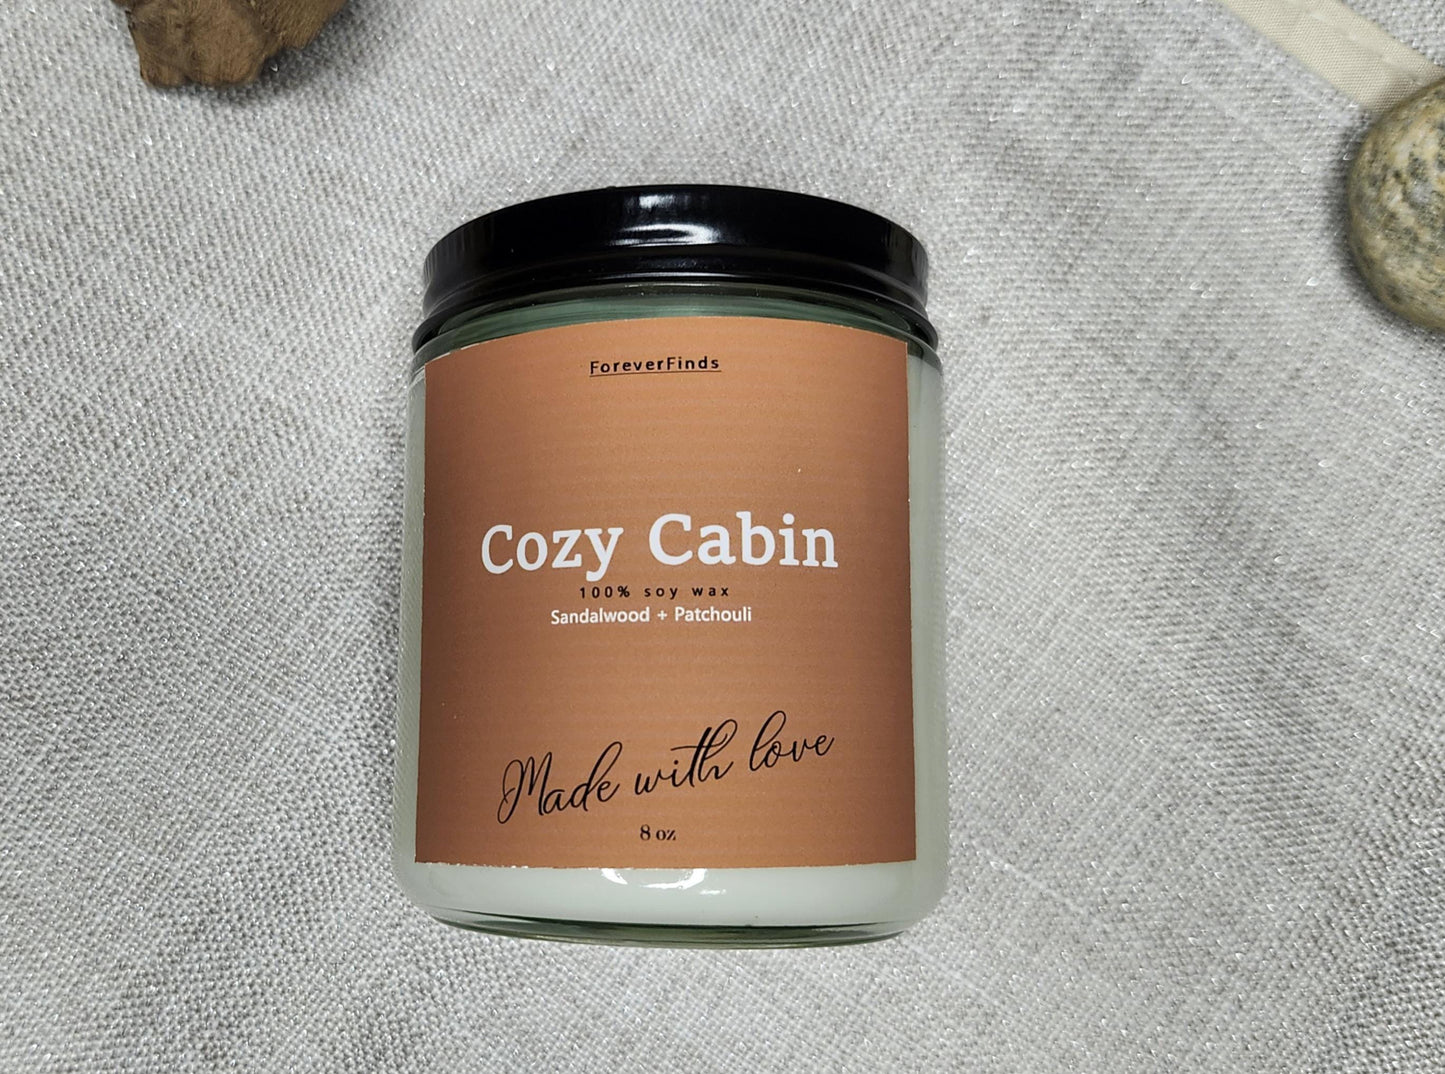 ForeverFinds
Cozy Cabin
100% soy wax
Sandalwood + Patchouli
Made with love
8 oz